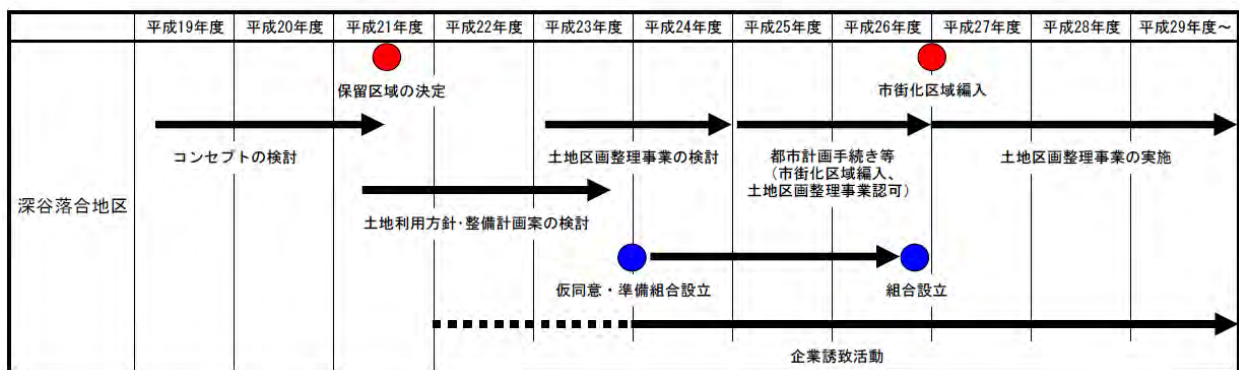 平成19年度 平成20年度 平成21年度 平成22年度 平成23年度 平成24年度 平成25年度 平成26年度 平成27年度 平成28年度 平成29年度～
深谷落合地区
保留区域の決定
市街化区域編入
コンセプトの検討
土地区画整理事業の検討
都市計画手続き等
（市街化区域編入、
土地区画整理事業認可）
土地区画整理事業の実施
土地利用方針・整備計画案の検討
仮同意・準備組合設立
組合設立
企業誘致活動